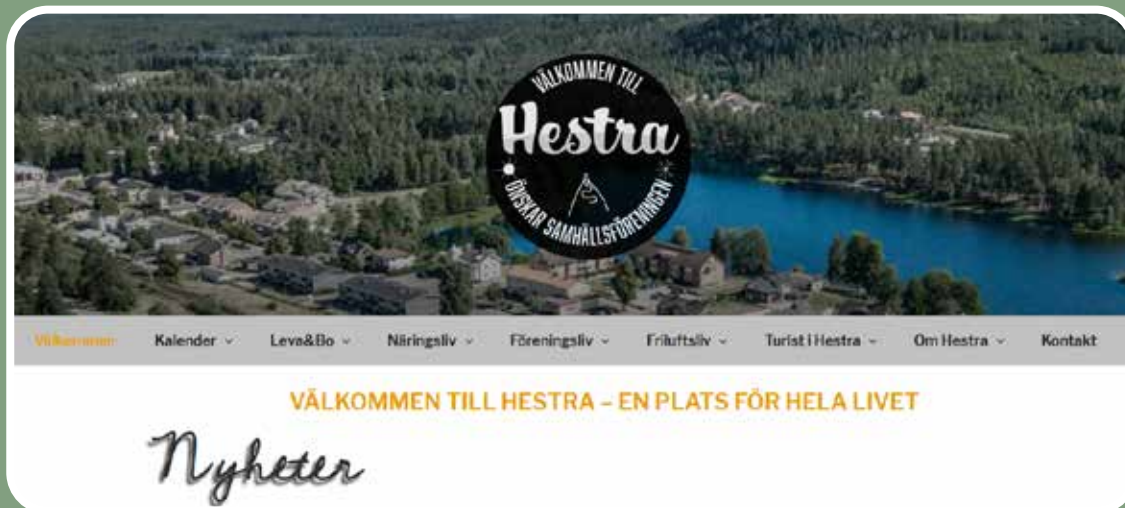 VÄLKOMMEN TILL
Hestra
ÖNSKAR SAMHÄLLSFÖRENINGEN
Välkommen Kalender Leva&Bo Näringsliv Föreningsliv Friluftsliv Turist i Hestra Om Hestra Kontakt
VÄLKOMMEN TILL HESTRA – EN PLATS FÖR HELA LIVET
Nyheter